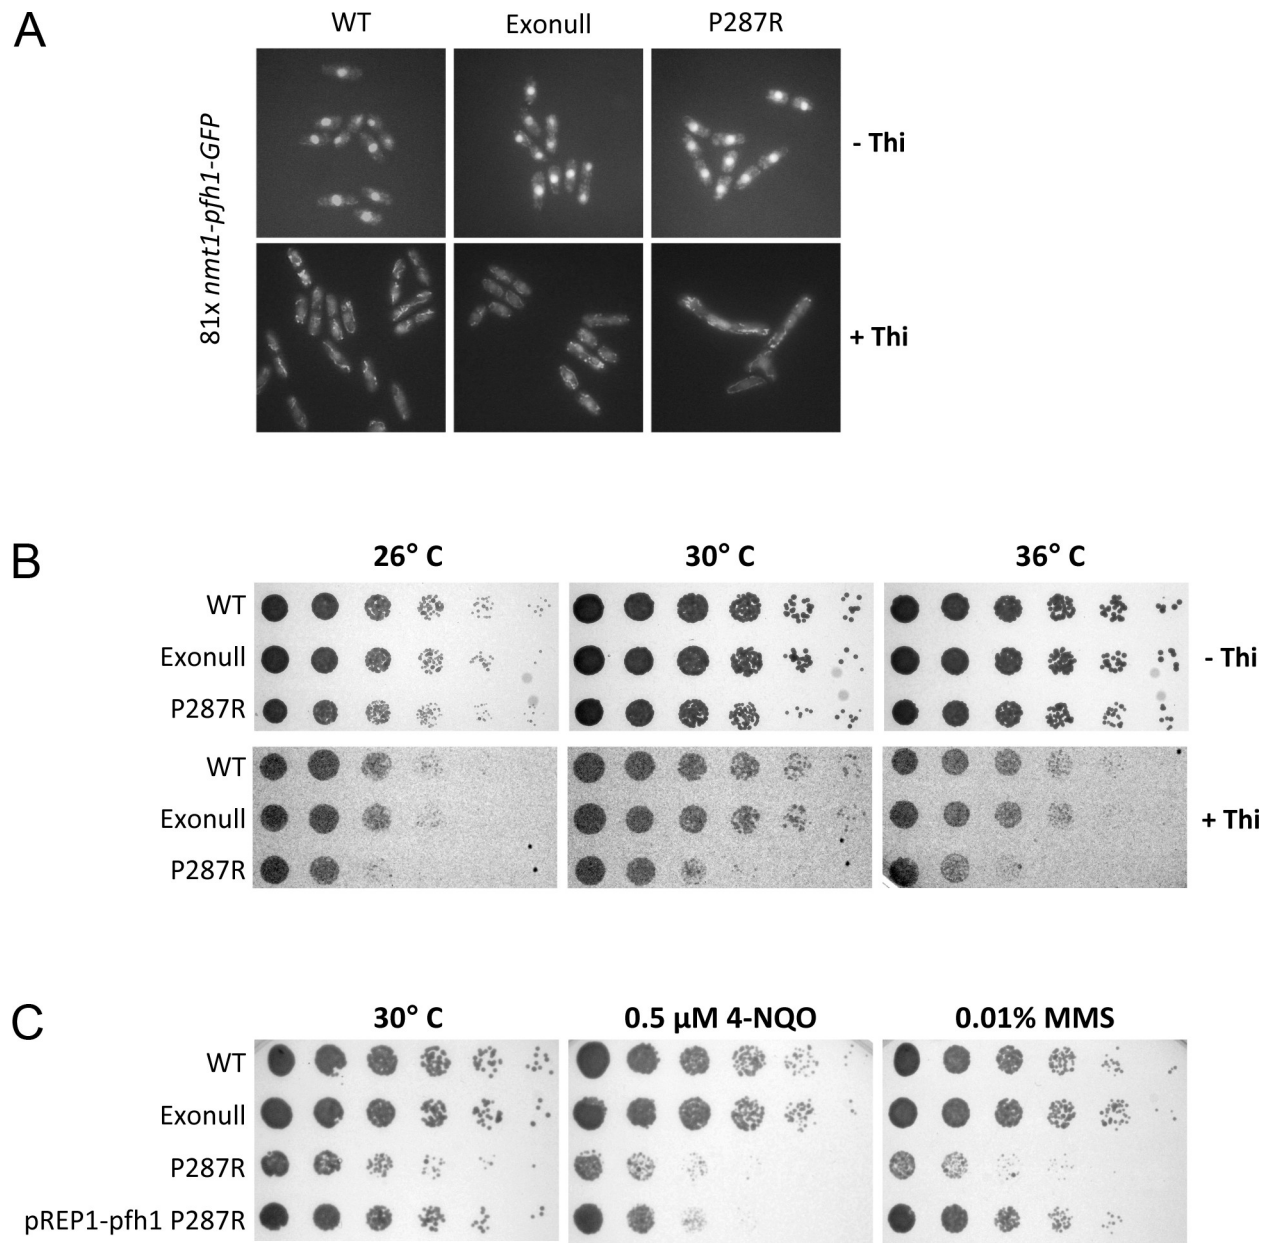 A
WT Exonull P287R
81x nmt1-pfh1-GFP
- Thi
+ Thi
B
26° C 30° C 36° C
WT
Exonull
P287R
- Thi
WT
Exonull
P287R
+ Thi
C
30° C 0.5 µM 4-NQO 0.01% MMS
WT
Exonull
P287R
pREP1-pfh1 P287R